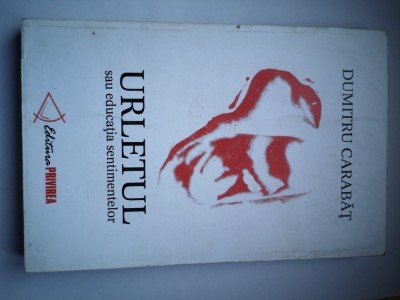 DUMITRU CARABĂȚ
URLETUL
sau educația sentimentelor
Editura PRIVIREA